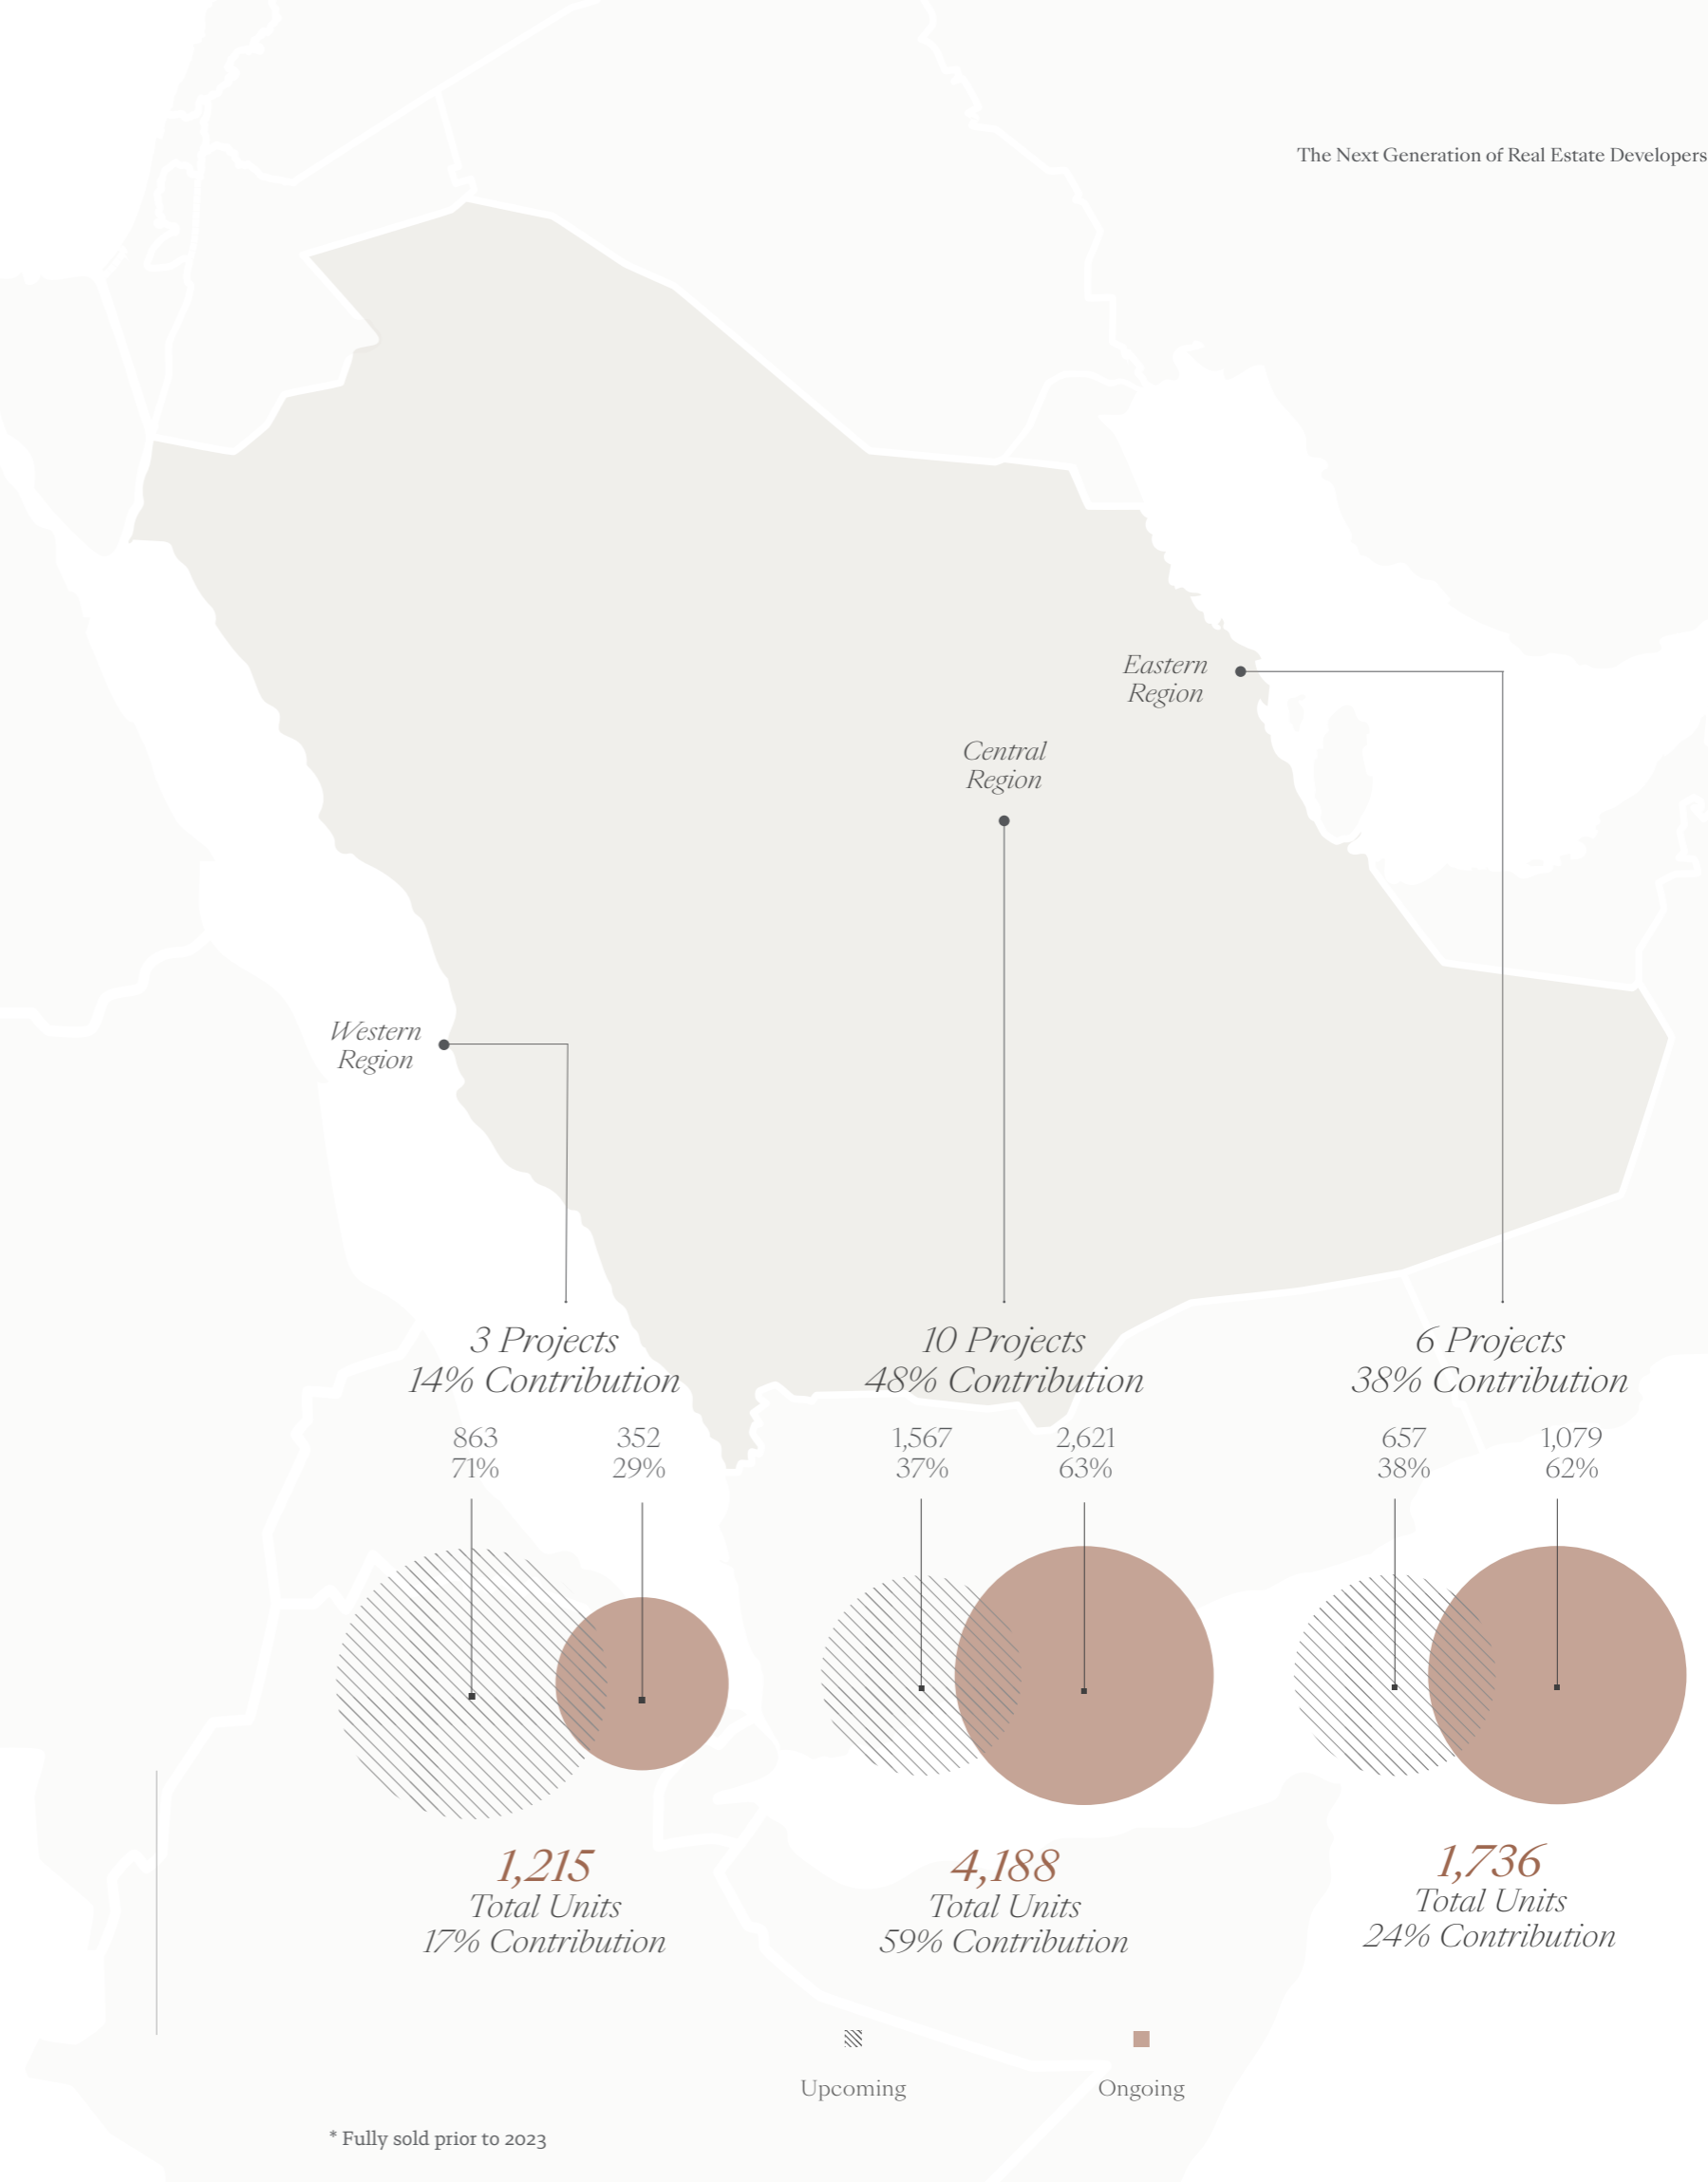 The Next Generation of Real Estate Developers
Eastern
Region
Central
Region
Western
Region
3 Projects
14% Contribution
863
71%
352
29%
1,215
Total Units
17% Contribution
10 Projects
48% Contribution
1,567
37%
2,621
63%
4,188
Total Units
59% Contribution
6 Projects
38% Contribution
657
38%
1,079
62%
1,736
Total Units
24% Contribution
Upcoming
Ongoing
* Fully sold prior to 2023